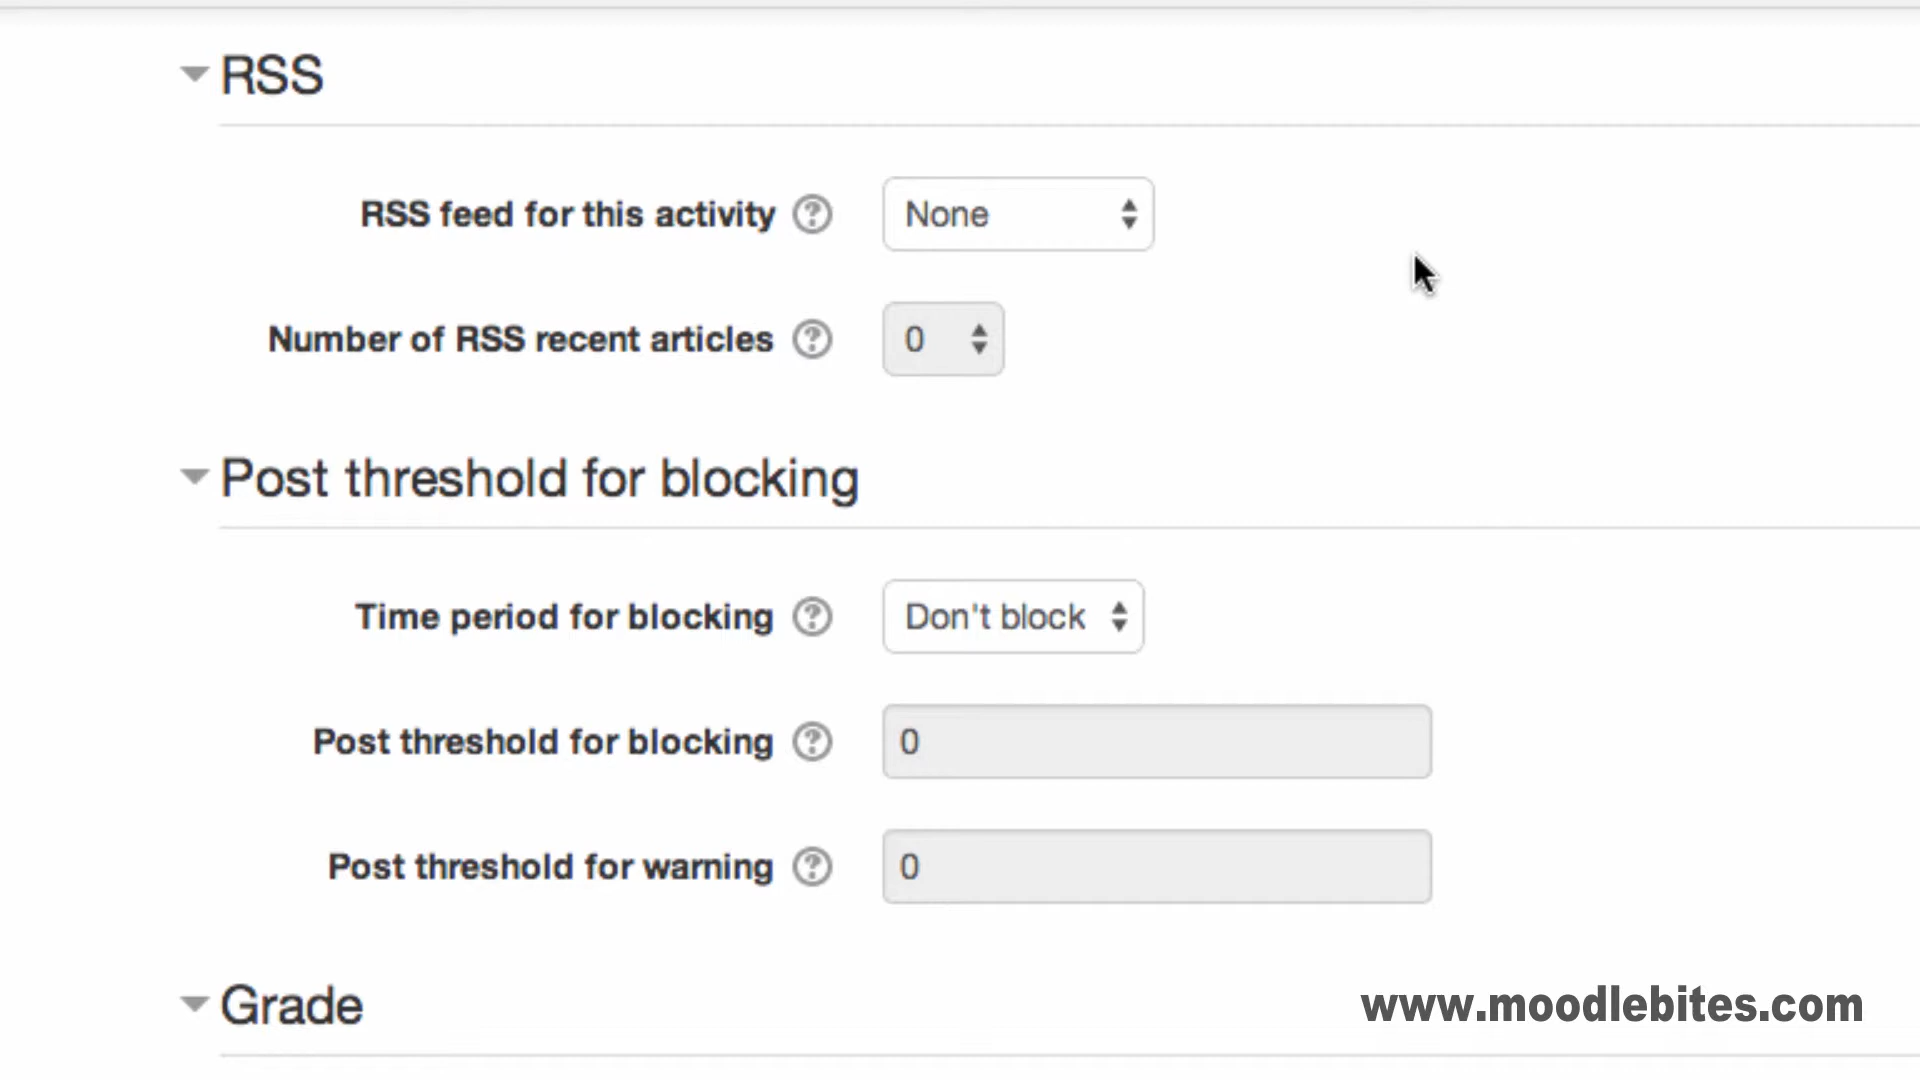 RSS
RSS feed for this activity None
Number of RSS recent articles 0
Post threshold for blocking
Time period for blocking Don't block
Post threshold for blocking 0
Post threshold for warning 0
Grade
www.moodlebites.com